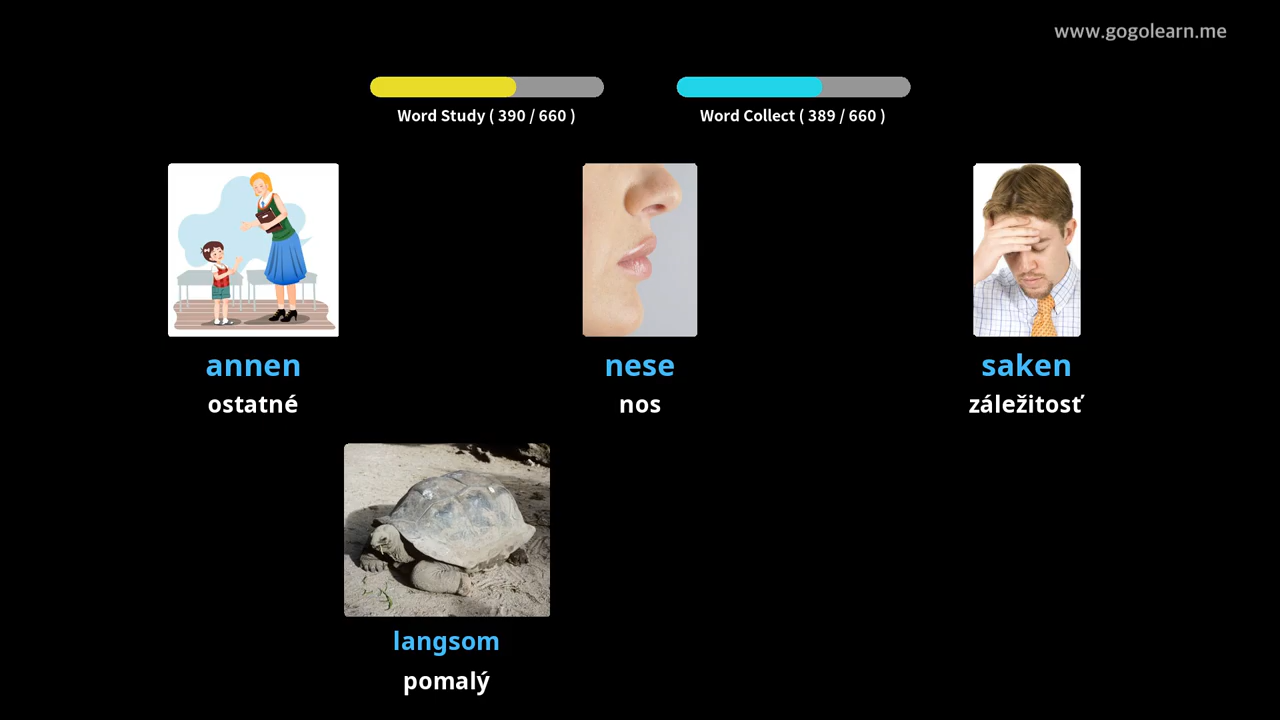 www.gogolearn.me
Word Study ( 390 / 660 )
Word Collect ( 389 / 660 )
annen
ostatné
nese
nos
saken
záležitosť
langsom
pomalý